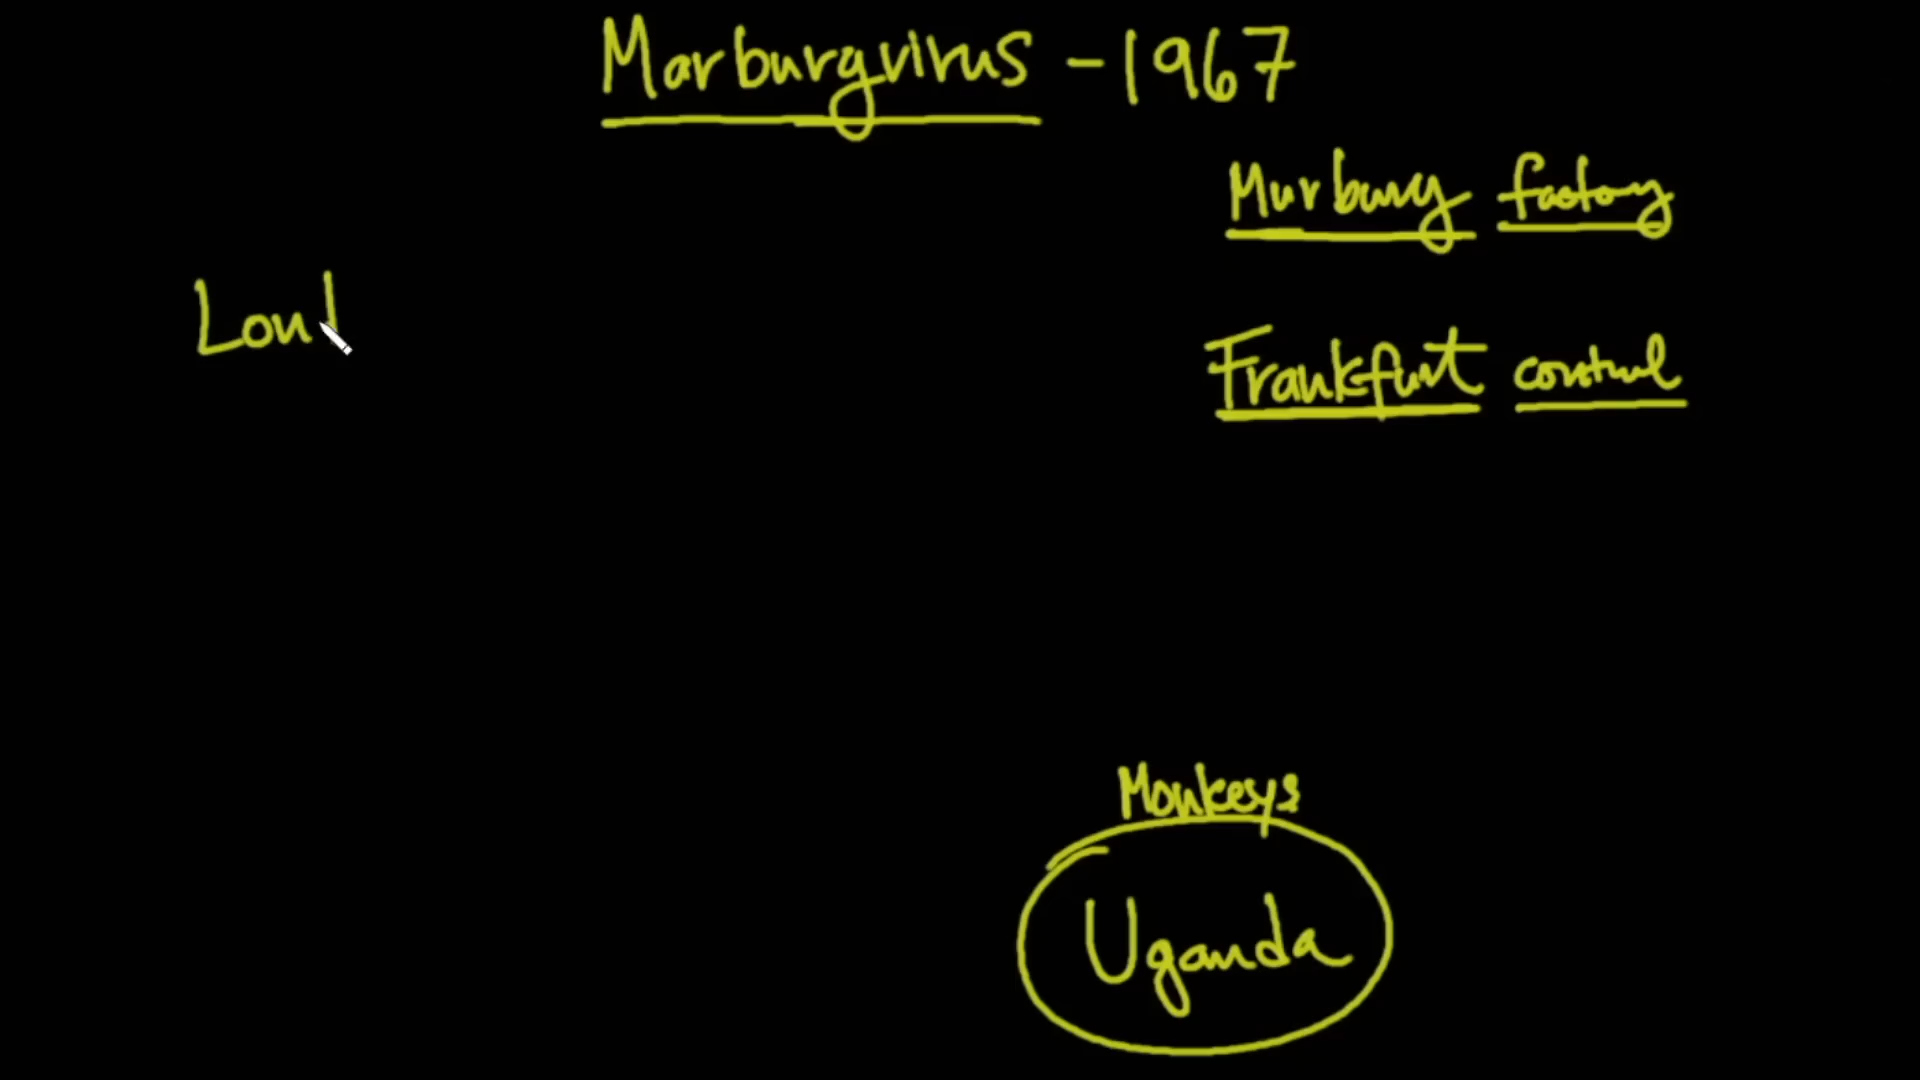 Marburgvirus - 1967
Marburg factory
Lon
Frankfurt control
Monkeys
Uganda